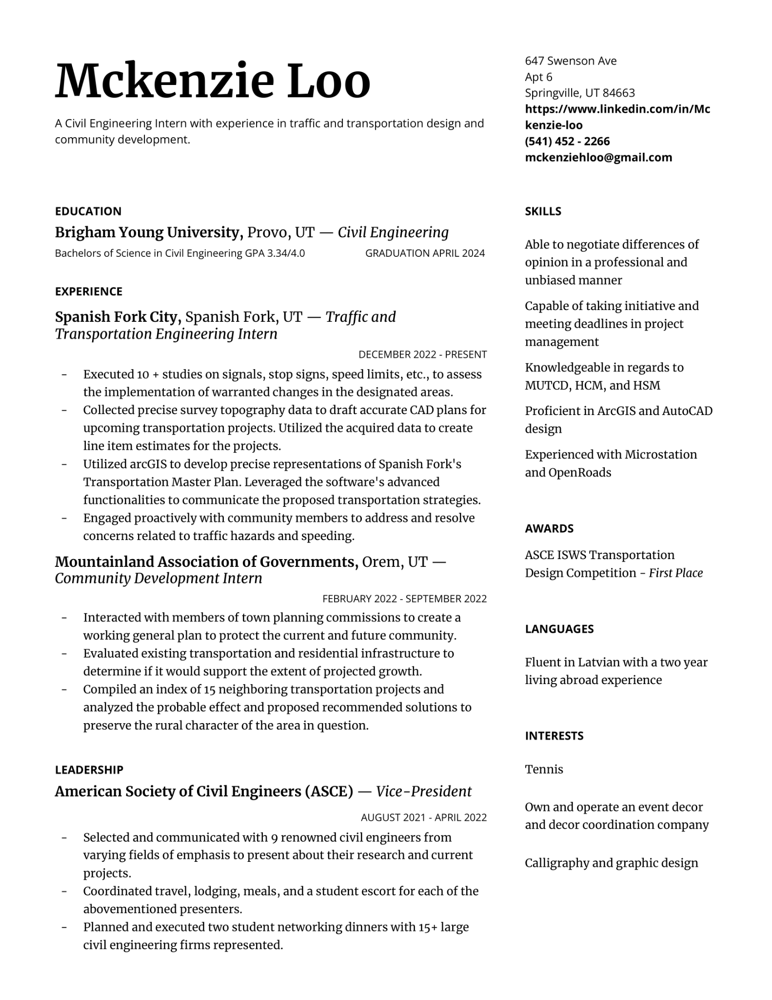 Mckenzie Loo
A Civil Engineering Intern with experience in traffic and transportation design and
community development.
647 Swenson Ave
Apt 6
Springville, UT 84663
https://www.linkedin.com/in/Mc
kenzie-loo
(541) 452 - 2266
mckenziehloo@gmail.com
EDUCATION
Brigham Young University, Provo, UT — Civil Engineering
Bachelors of Science in Civil Engineering GPA 3.34/4.0 GRADUATION APRIL 2024
EXPERIENCE
Spanish Fork City, Spanish Fork, UT — Traffic and
Transportation Engineering Intern
DECEMBER 2022 - PRESENT
- Executed 10 + studies on signals, stop signs, speed limits, etc., to assess
the implementation of warranted changes in the designated areas.
- Collected precise survey topography data to draft accurate CAD plans for
upcoming transportation projects. Utilized the acquired data to create
line item estimates for the projects.
- Utilized arcGIS to develop precise representations of Spanish Fork's
Transportation Master Plan. Leveraged the software's advanced
functionalities to communicate the proposed transportation strategies.
- Engaged proactively with community members to address and resolve
concerns related to traffic hazards and speeding.
Mountainland Association of Governments, Orem, UT —
Community Development Intern
FEBRUARY 2022 - SEPTEMBER 2022
- Interacted with members of town planning commissions to create a
working general plan to protect the current and future community.
- Evaluated existing transportation and residential infrastructure to
determine if it would support the extent of projected growth.
- Compiled an index of 15 neighboring transportation projects and
analyzed the probable effect and proposed recommended solutions to
preserve the rural character of the area in question.
LEADERSHIP
American Society of Civil Engineers (ASCE) — Vice-President
AUGUST 2021 - APRIL 2022
- Selected and communicated with 9 renowned civil engineers from
varying fields of emphasis to present about their research and current
projects.
- Coordinated travel, lodging, meals, and a student escort for each of the
abovementioned presenters.
- Planned and executed two student networking dinners with 15+ large
civil engineering firms represented.
SKILLS
Able to negotiate differences of
opinion in a professional and
unbiased manner
Capable of taking initiative and
meeting deadlines in project
management
Knowledgeable in regards to
MUTCD, HCM, and HSM
Proficient in ArcGIS and AutoCAD
design
Experienced with Microstation
and OpenRoads
AWARDS
ASCE ISWS Transportation
Design Competition - First Place
LANGUAGES
Fluent in Latvian with a two year
living abroad experience
INTERESTS
Tennis
Own and operate an event decor
and decor coordination company
Calligraphy and graphic design